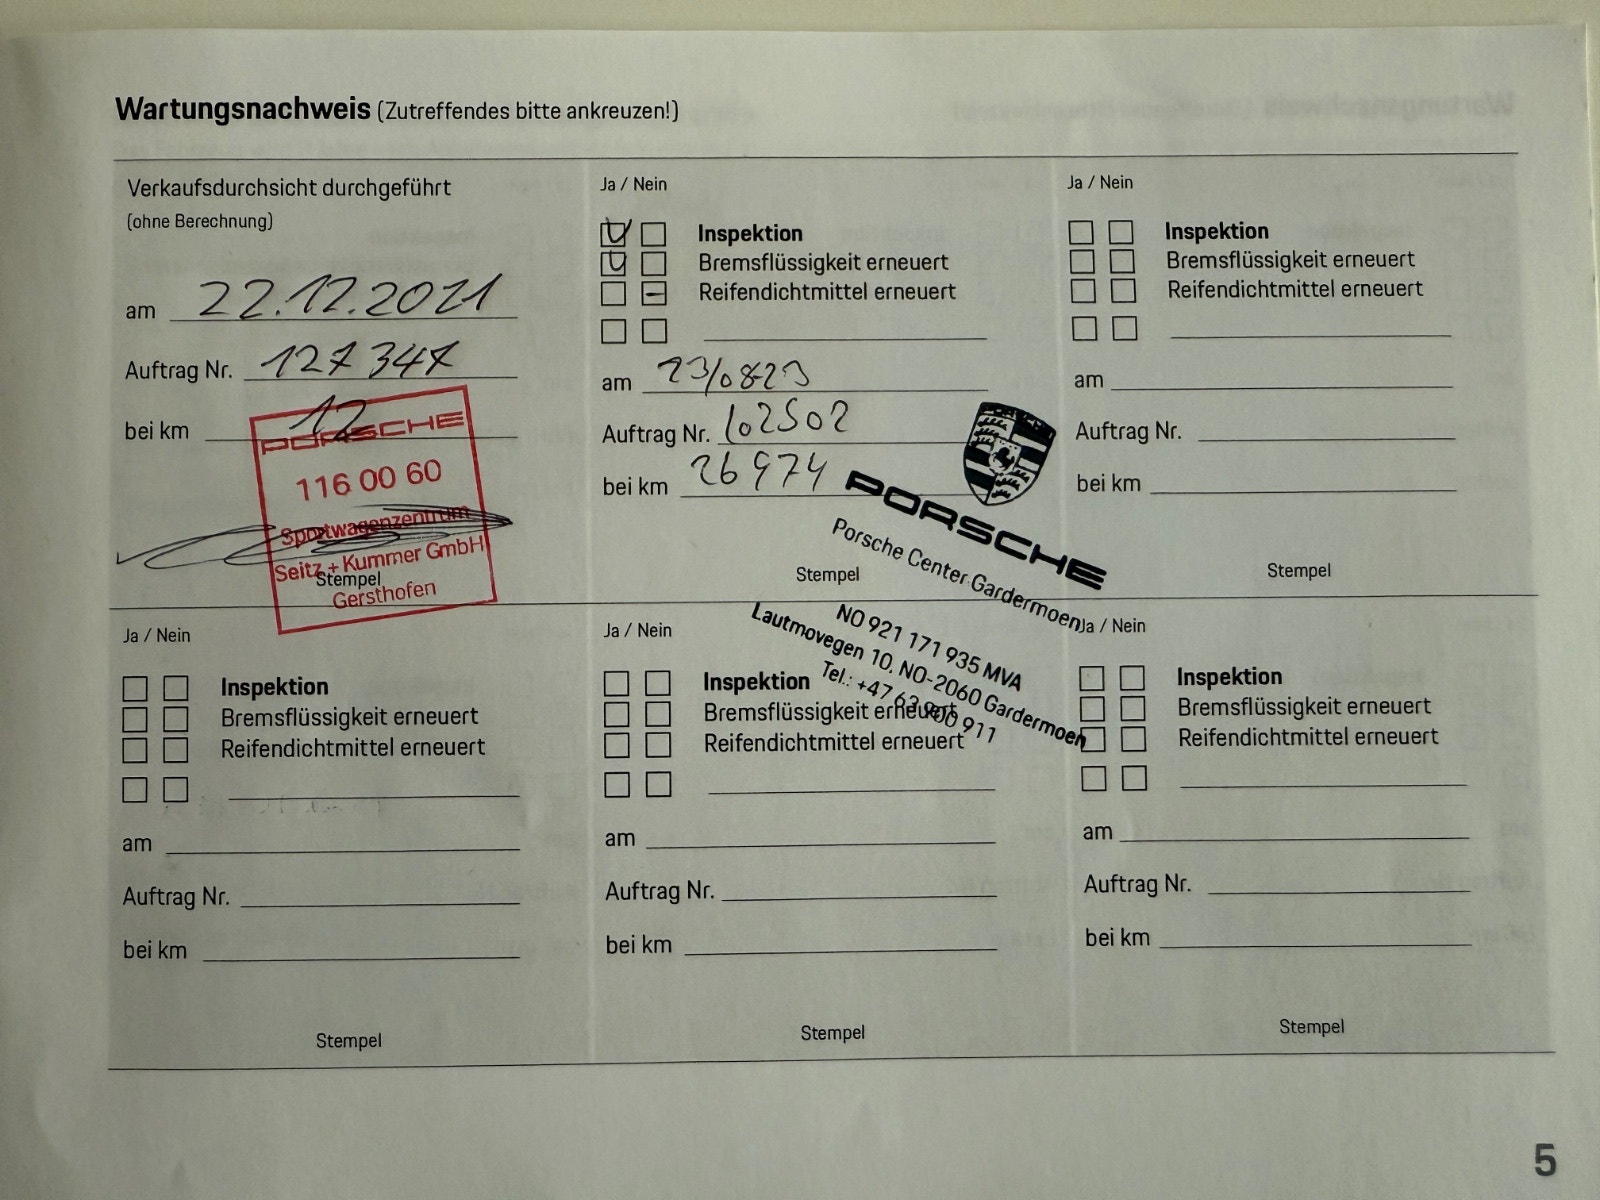 Wartungsnachweis (Zutreffendes bitte ankreuzen!)
Verkaufsdurchsicht durchgeführt
(ohne Berechnung)
am 22.12.2021
Auftrag Nr. 127347
bei km 12
PORSCHE
116 00 60
Sportwagenzentrum
Seitz + Kummer GmbH
Stempel
Gersthofen
Ja / Nein
Inspektion
Bremsflüssigkeit erneuert
Reifendichtmittel erneuert
am 23/08-23
Auftrag Nr. 102502
bei km 26974
Stempel
PORSCHE
Porsche Center Gardermoen
NO 921 171 935 MVA
Lautmovegen 10, NO-2060 Gardermoen
Tel.: +47 63 900 911
Ja / Nein
Inspektion
Bremsflüssigkeit erneuert
Reifendichtmittel erneuert
am
Auftrag Nr.
bei km
Stempel
Ja / Nein
Inspektion
Bremsflüssigkeit erneuert
Reifendichtmittel erneuert
am
Auftrag Nr.
bei km
Stempel
Ja / Nein
Inspektion
Bremsflüssigkeit erneuert
Reifendichtmittel erneuert
am
Auftrag Nr.
bei km
Stempel
Ja / Nein
Inspektion
Bremsflüssigkeit erneuert
Reifendichtmittel erneuert
am
Auftrag Nr.
bei km
Stempel
5